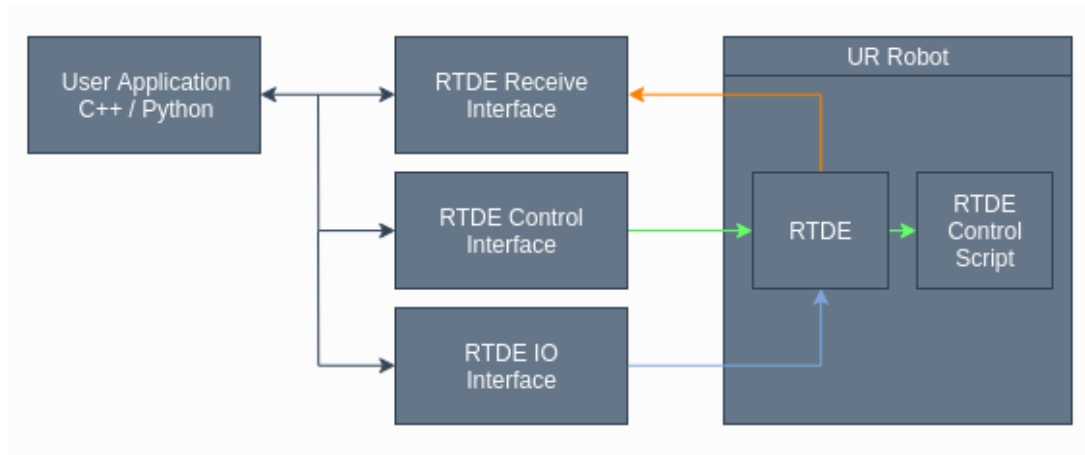 User Application
C++ / Python
RTDE Receive
Interface
RTDE Control
Interface
RTDE IO
Interface
UR Robot
RTDE
RTDE
Control
Script